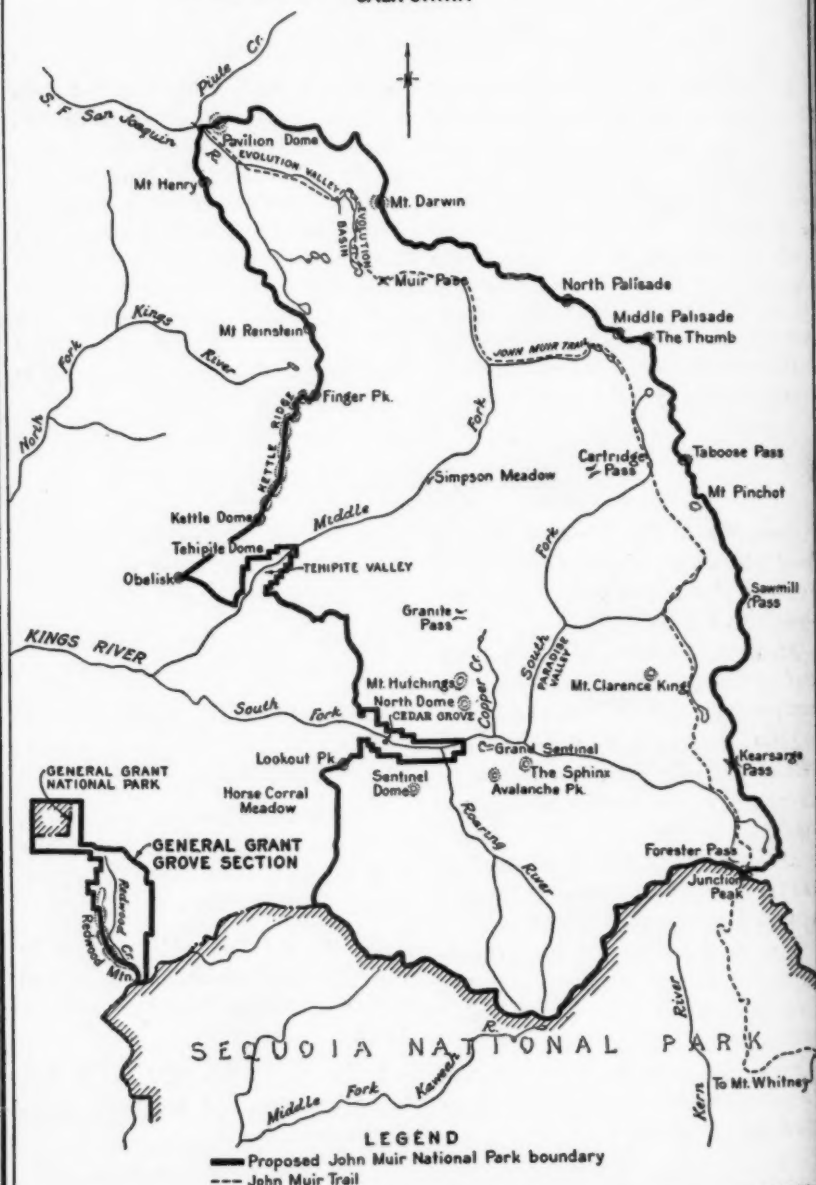 Piute Cr.
S. F. San Joaquin
R.
Pavilion Dome
EVOLUTION VALLEY
Mt Henry
Mt. Darwin
EVOLUTION
BASIN
Muir Pass
North Palisade
Middle Palisade
The Thumb
Mt Reinstein
JOHN MUIR TRAIL
North Fork Kings River
Finger Pk.
KETTLE RIDGE
Cartridge
Pass
Taboose Pass
Simpson Meadow
Mt Pinchot
Kettle Dome
Middle Fork
Tehipite Dome
TEHIPITE VALLEY
Obelisk
Sawmill
Pass
Granite
Pass
KINGS RIVER
South Fork
PARADISE
VALLEY
Mt. Hutchings
Copper Cr.
Mt. Clarence King
North Dome
CEDAR GROVE
South Fork
Grand Sentinel
Lookout Pk.
Kearsarge
Pass
GENERAL GRANT
NATIONAL PARK
Sentinel
Dome
The Sphinx
Avalanche Pk.
Horse Corral
Meadow
GENERAL GRANT
GROVE SECTION
Roaring River
Forester Pass
Junction
Peak
Redwood Cr.
Redwood Mtn.
SEQUOIA NATIONAL PARK
Middle Fork Kaweah R.
Kern River
To Mt. Whitney
LEGEND
Proposed John Muir National Park boundary
John Muir Trail